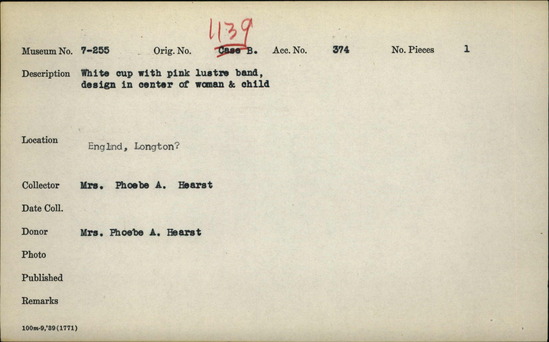 1139
Museum No. 7-255 Orig. No. Case B. Acc. No. 374 No. Pieces 1
Description White cup with pink lustre band,
design in center of woman & child
Location Englnd, Longton?
Collector Mrs. Phoebe A. Hearst
Date Coll.
Donor Mrs. Phoebe A. Hearst
Photo
Published
Remarks
100m-9,'39(1771)